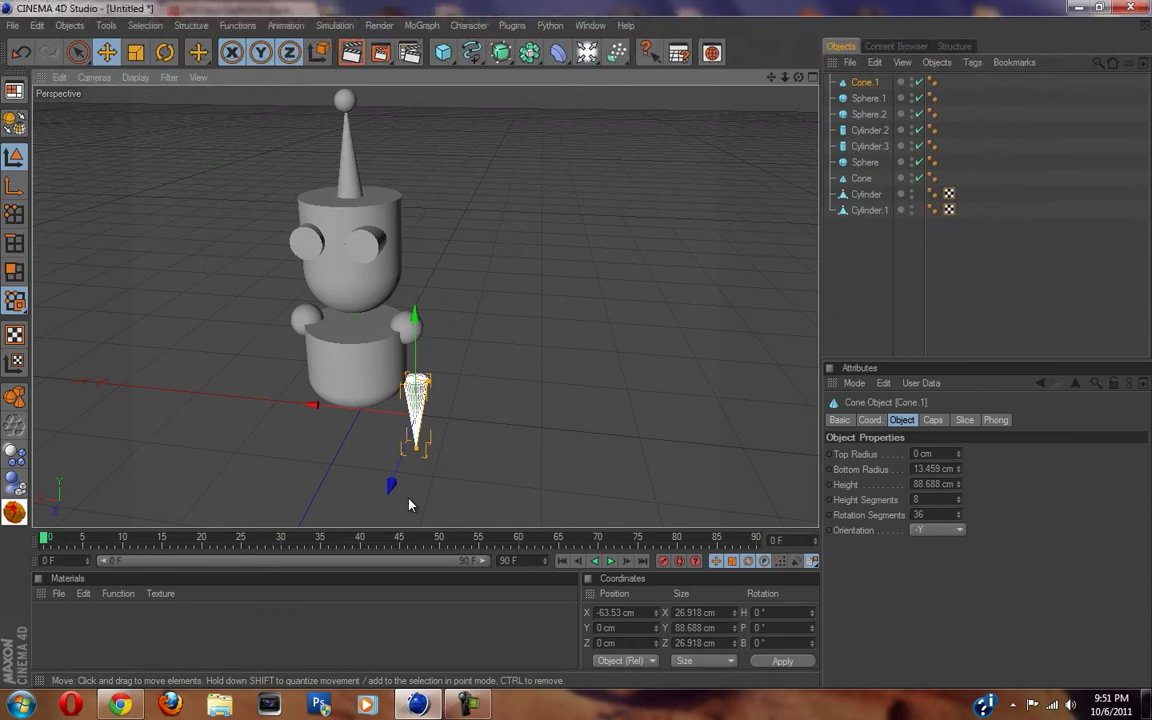 CINEMA 4D Studio - [Untitled *]
File Edit Objects Tools Selection Structure Functions Animation Simulation Render MoGraph Character Plugins Python Window Help
Objects Content Browser Structure
File Edit View Objects Tags Bookmarks
Edit Cameras Display Filter View
Perspective
Cone.1
Sphere.1
Sphere.2
Cylinder.2
Cylinder.3
Sphere
Cone
Cylinder
Cylinder.1
Attributes
Mode Edit User Data
Cone Object [Cone.1]
Basic Coord. Object Caps Slice Phong
Object Properties
Top Radius 0 cm
Bottom Radius 13.459 cm
Height 88.688 cm
Height Segments 8
Rotation Segments 36
Orientation -Y
Y
0 5 10 15 20 25 30 35 40 45 50 55 60 65 70 75 80 85 90 0 F
0 F 0 F 90 F 90 F
Materials
File Edit Function Texture
Coordinates
Position Size Rotation
X -63.53 cm X 26.918 cm H 0 °
Y 0 cm Y 88.688 cm P 0 °
Z 0 cm Z 26.918 cm B 0 °
Object (Rel) Size Apply
MAXON
CINEMA 4D
Move: Click and drag to move elements. Hold down SHIFT to quantize movement / add to the selection in point mode, CTRL to remove.
9:51 PM
10/6/2011